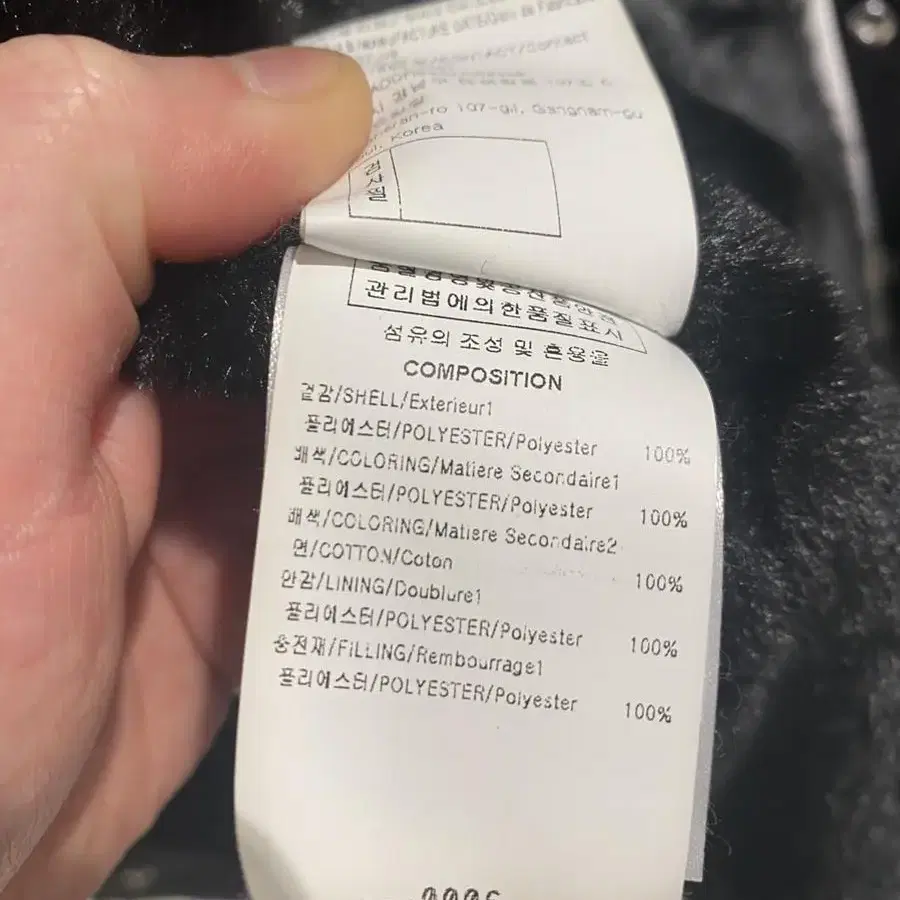 107-gil, Gangnam-gu
Korea
관리법에의한품질표시
섬유의 조성 및 혼용율
COMPOSITION
겉감/SHELL/Exterieur1
폴리에스터/POLYESTER/Polyester 100%
배색/COLORING/Matiere Secondaire1
폴리에스터/POLYESTER/Polyester 100%
배색/COLORING/Matiere Secondaire2
면/COTTON/Coton 100%
안감/LINING/Doublure1
폴리에스터/POLYESTER/Polyester 100%
충전재/FILLING/Rembourrage1
폴리에스터/POLYESTER/Polyester 100%